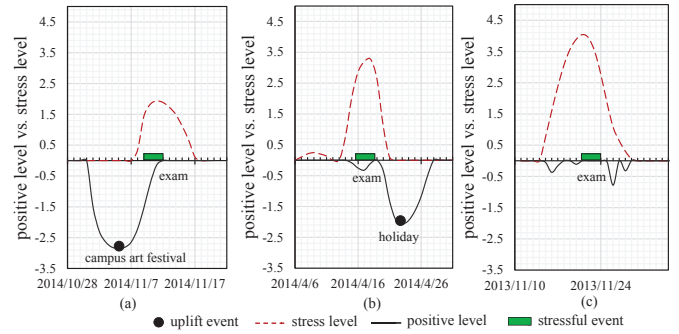 positive level vs. stress level
4.5
3.5
2.5
1.5
0.5
-0.5
-1.5
-2.5
-3.5
exam
campus art festival
2014/10/28 2014/11/7 2014/11/17
(a)
positive level vs. stress level
4.5
3.5
2.5
1.5
0.5
-0.5
-1.5
-2.5
-3.5
exam
holiday
2014/4/6 2014/4/16 2014/4/26
(b)
positive level vs. stress level
4.5
3.5
2.5
1.5
0.5
-0.5
-1.5
-2.5
-3.5
exam
2013/11/10 2013/11/24
(c)
uplift event stress level positive level stressful event